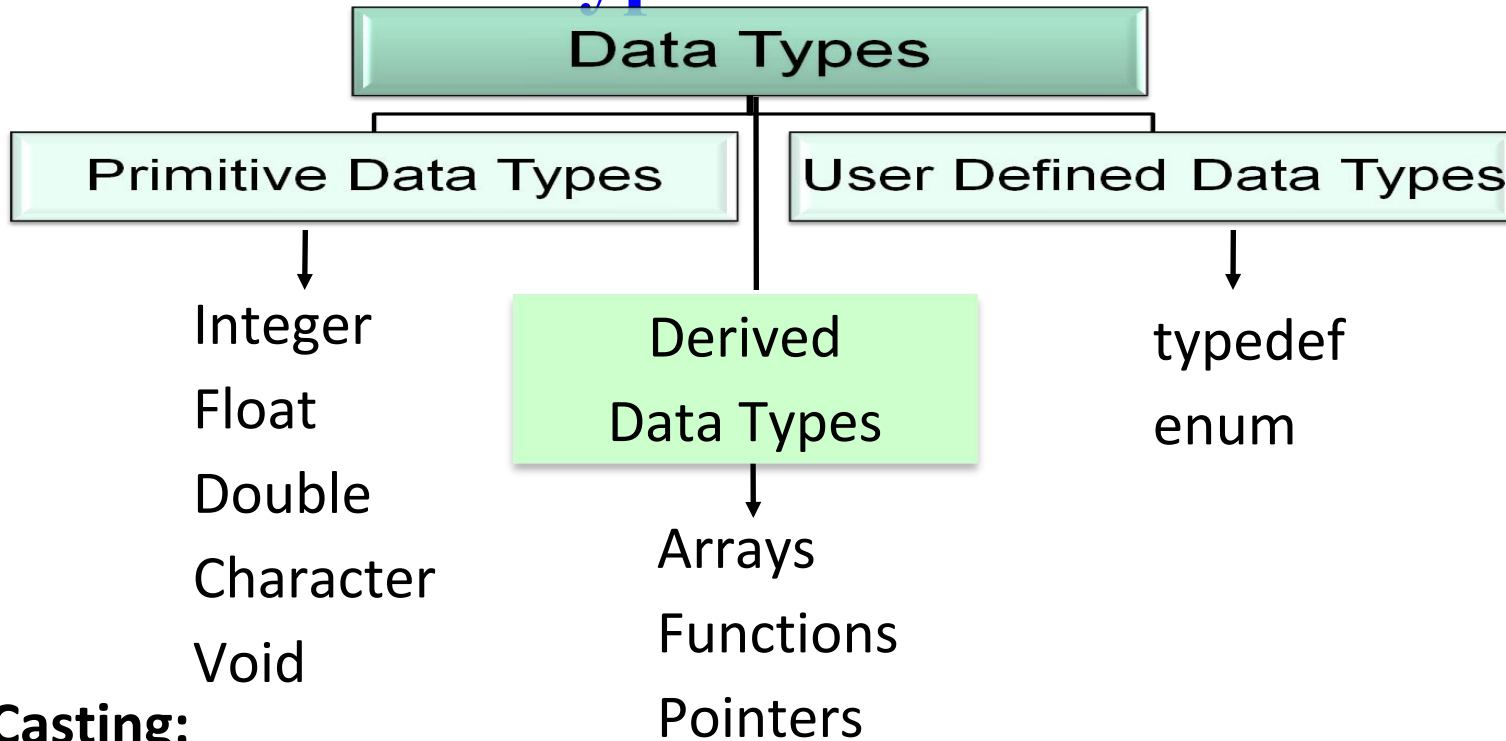 Data Types
Primitive Data Types
User Defined Data Types
Integer
Float
Double
Character
Void
Derived
Data Types
Arrays
Functions
Pointers
typedef
enum
Casting: